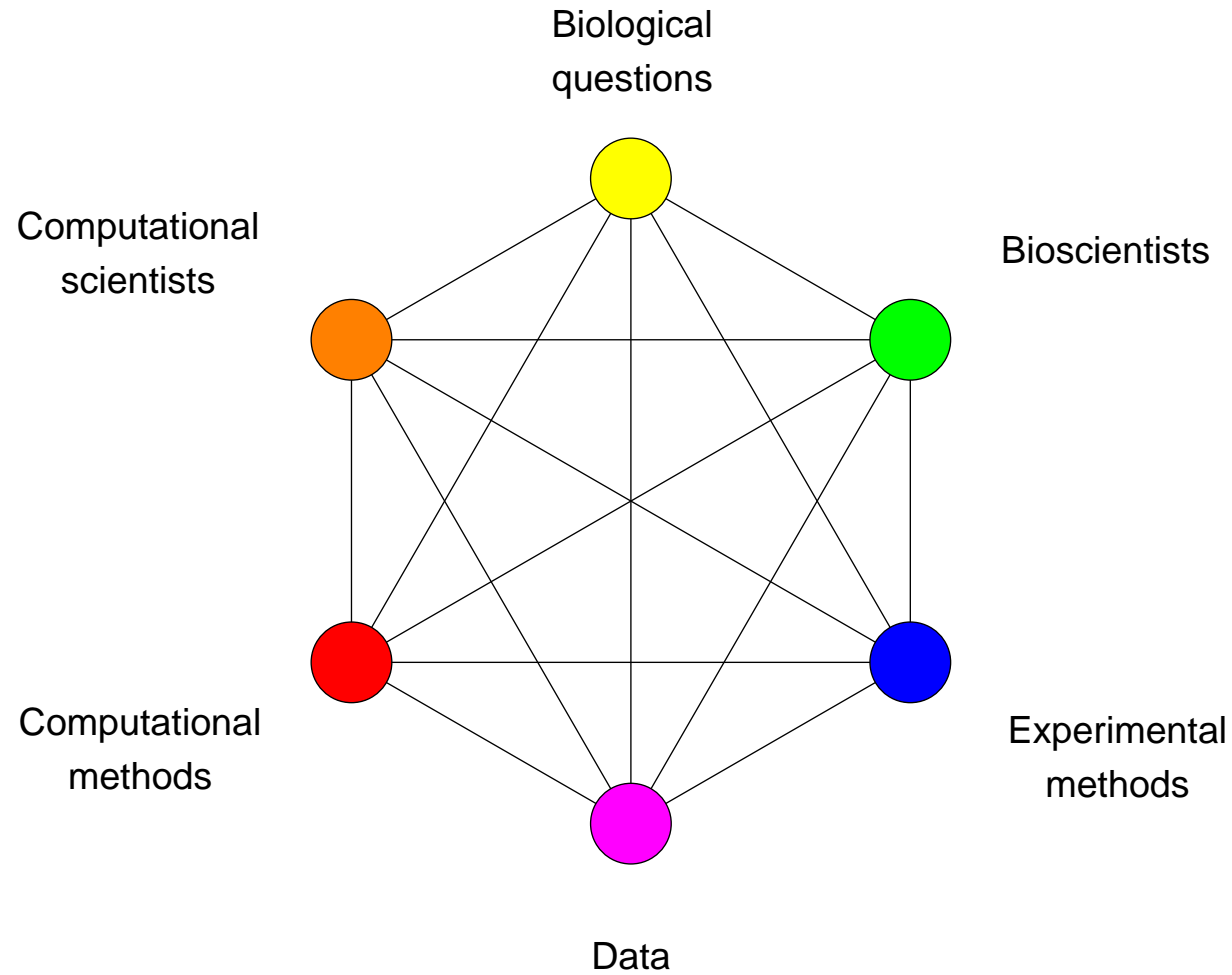 Biological
questions
Computational
scientists
Bioscientists
Computational
methods
Experimental
methods
Data